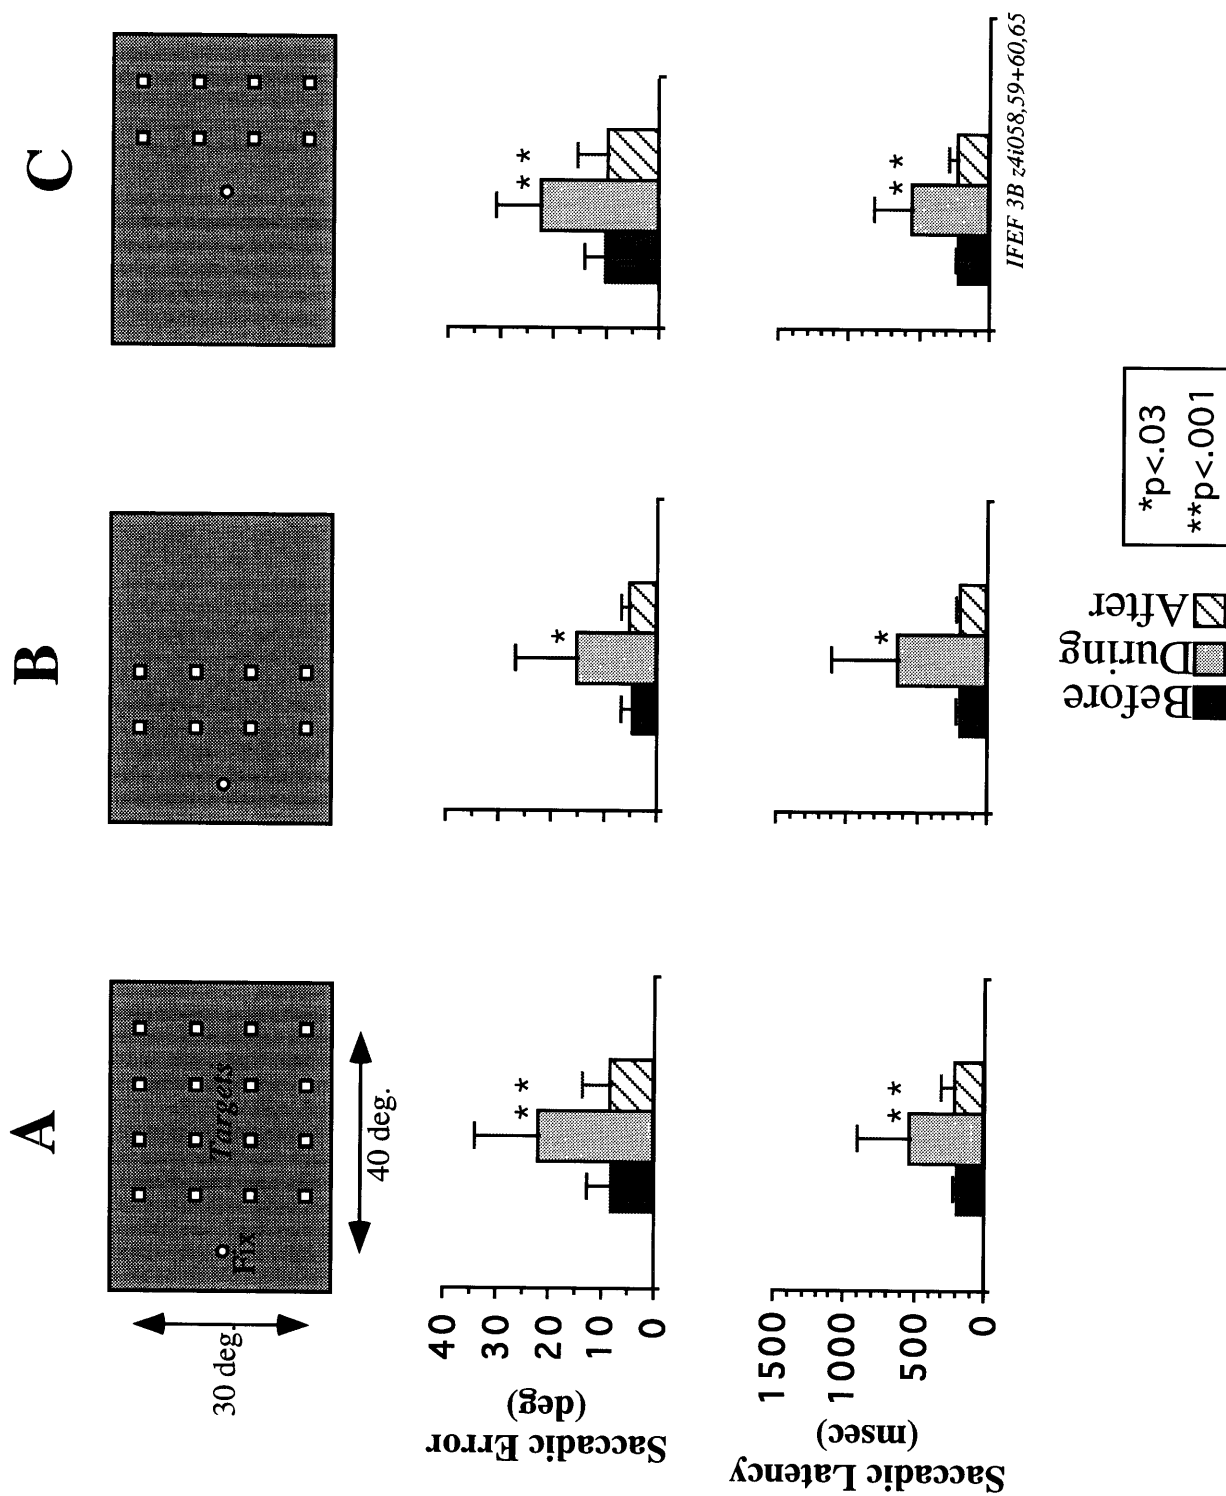 A
B
C
30 deg.
Fix
Targets
40 deg.
Saccadic Error
(deg)
40
30
20
10
0
* *
*
* *
Saccadic Latency
(msec)
1500
1000
500
0
* *
*
* *
IFEF 3B z4i058,59+60,65
Before
During
After
*p<.03
**p<.001